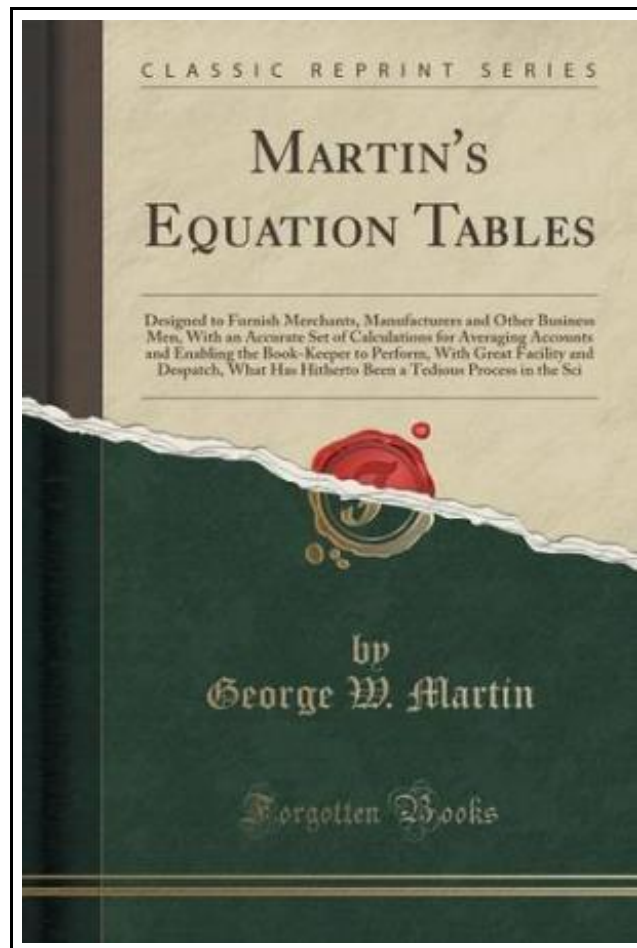 CLASSIC REPRINT SERIES
MARTIN'S
EQUATION TABLES
Designed to Furnish Merchants, Manufacturers and Other Business
Men, With an Accurate Set of Calculations for Averaging Accounts
and Enabling the Book-Keeper to Perform, With Great Facility and
Despatch, What Has Hitherto Been a Tedious Process in the Sci
F
by
George W. Martin
Forgotten Books